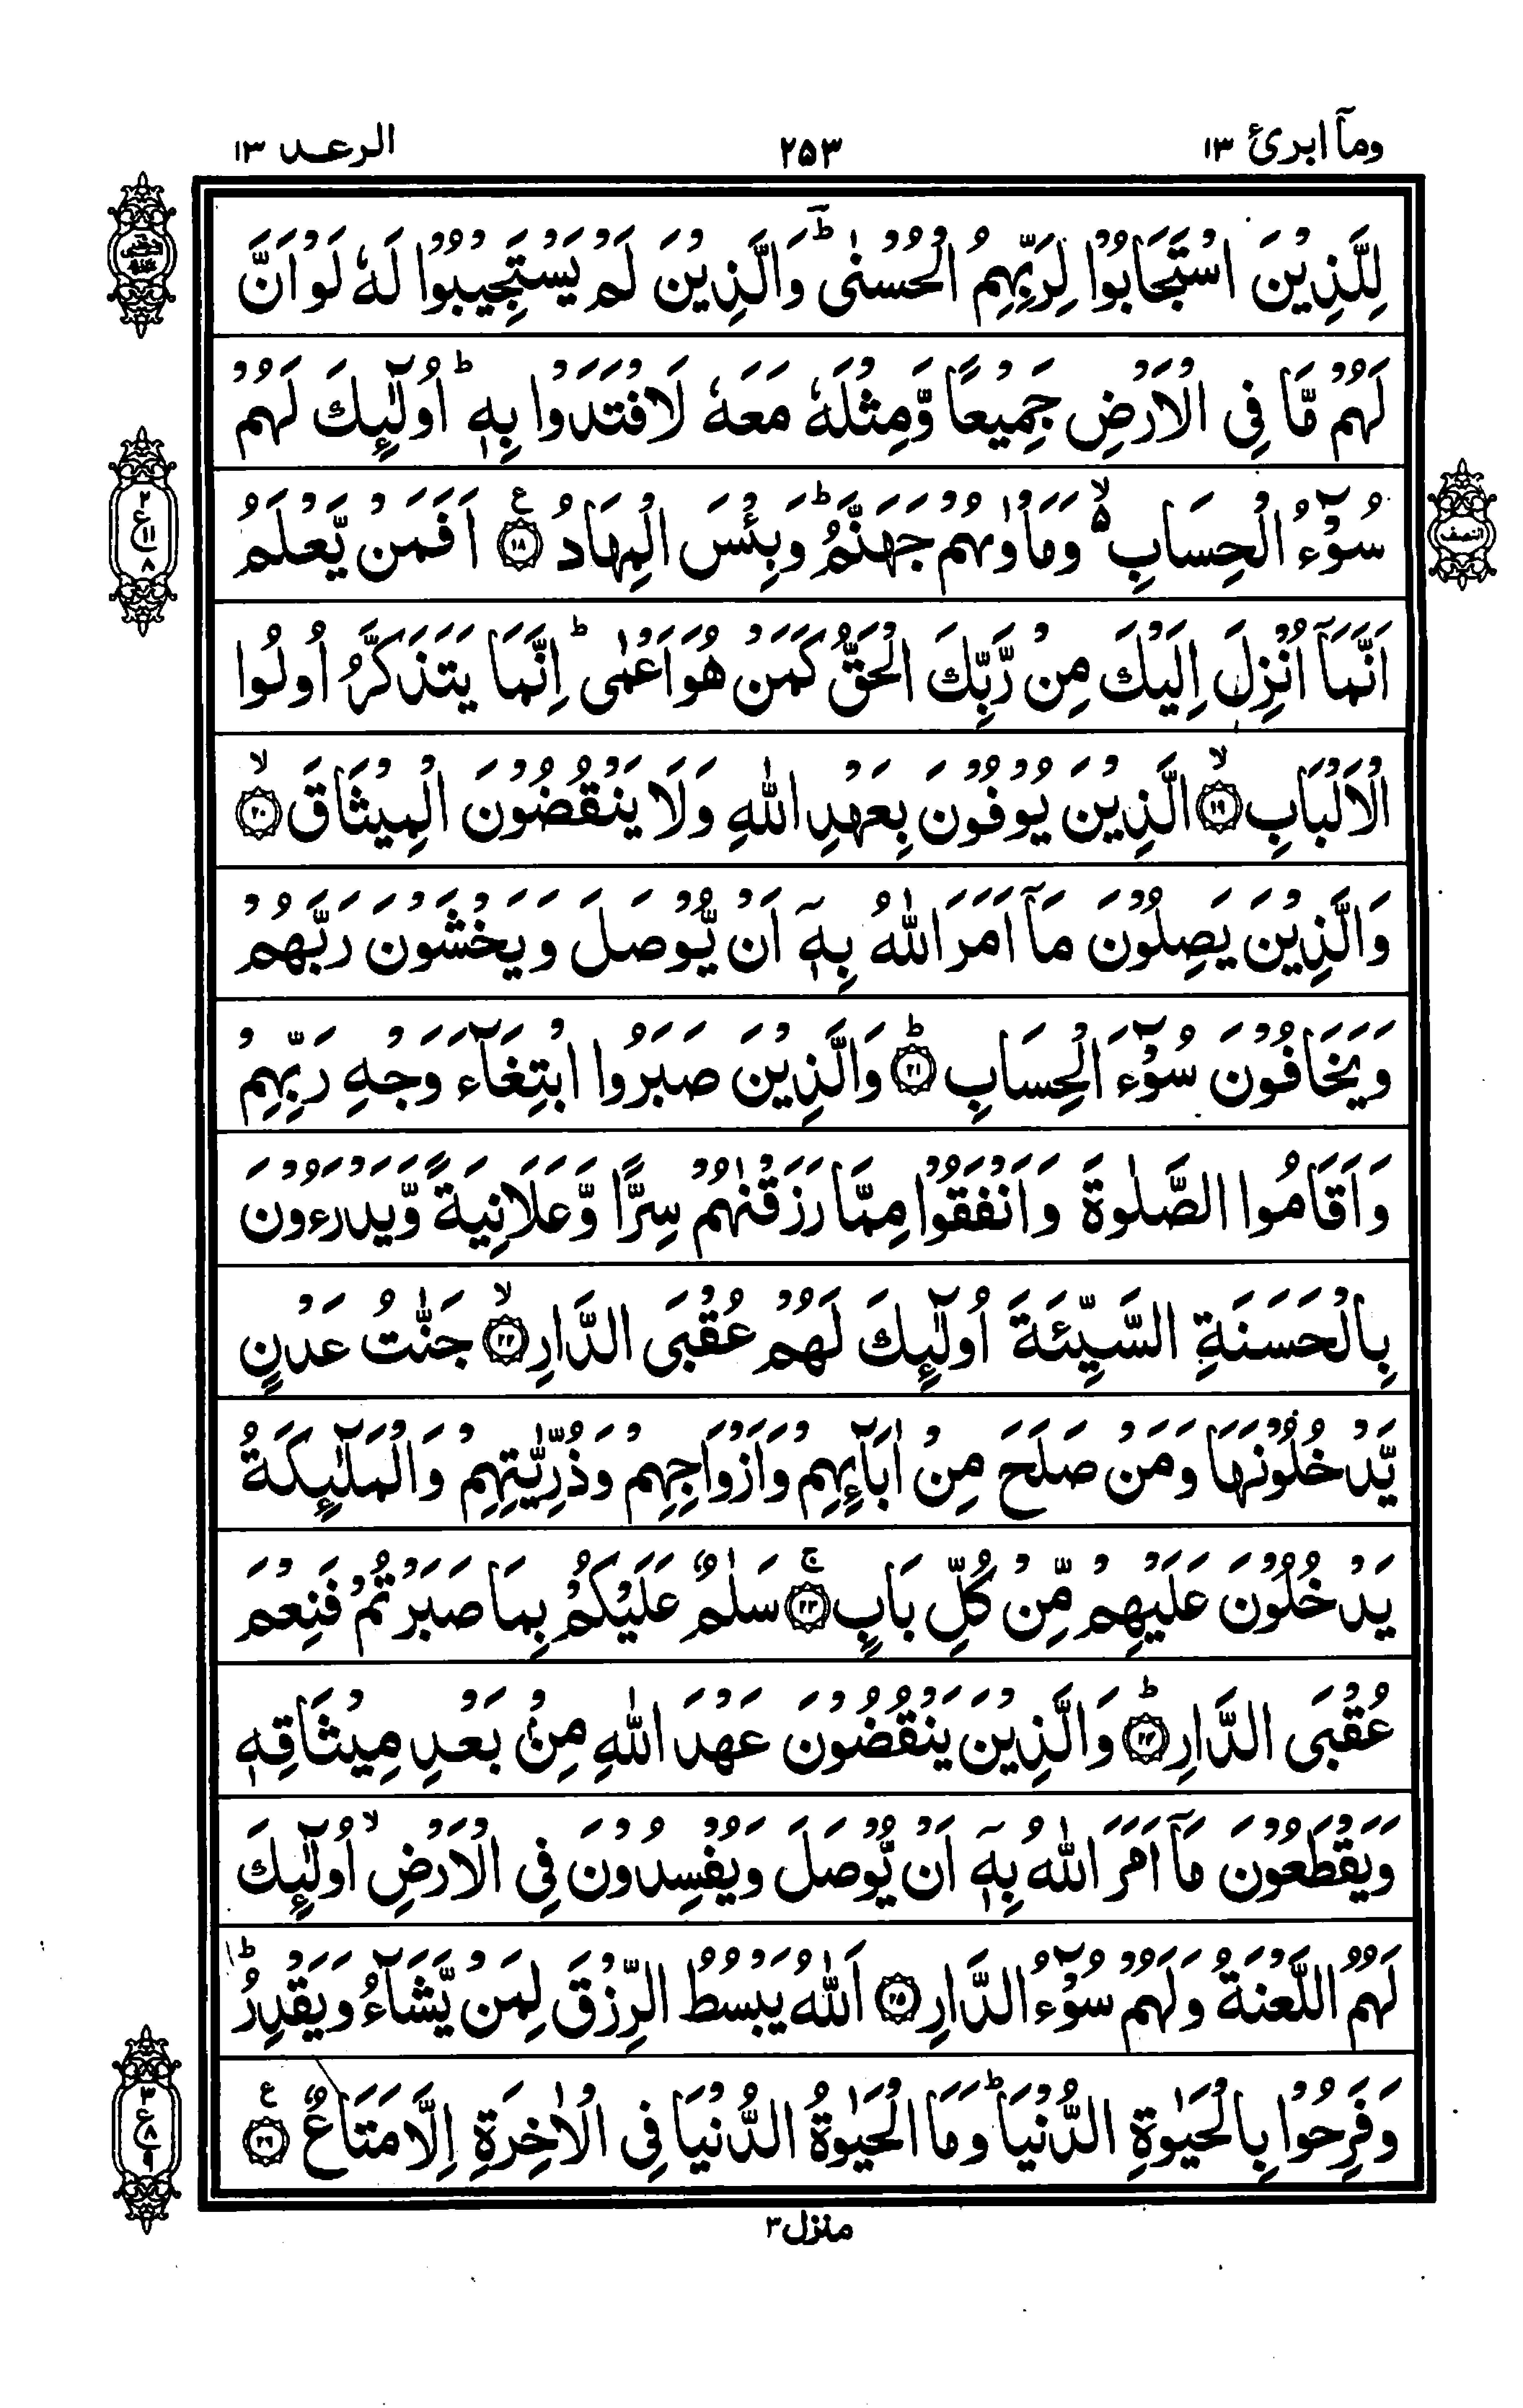 ومآ ابرئ ١٣
٢٥٣
الرعد ١٣
لِلَّذِيْنَ اسْتَجَابُوْا لِرَبِّهِمُ الْحُسْنٰىؔؕ وَالَّذِيْنَ لَمْ يَسْتَجِيْبُوْا لَهٗ لَوْ اَنَّ
لَهُمْ مَّا فِى الْاَرْضِ جَمِيْعًا وَّمِثْلَهٗ مَعَهٗ لَافْتَدَوْا بِهٖؕ اُولٰٓئِكَ لَهُمْ
النصف
سُوْٓءُ الْحِسَابِ ۙ۬ وَمَاْوٰىهُمْ جَهَنَّمُؕ وَبِئْسَ الْمِهَادُ ࣖ‏﴿١٨﴾ اَفَمَنْ يَّعْلَمُ
٢
ع
١١
٨
اَنَّمَآ اُنْزِلَ اِلَيْكَ مِنْ رَّبِّكَ الْحَقُّ كَمَنْ هُوَ اَعْمٰىؕ اِنَّمَا يَتَذَكَّرُ اُولُوا
الْاَلْبَابِۙ‏﴿١٩﴾ الَّذِيْنَ يُوْفُوْنَ بِعَهْدِ اللّٰهِ وَلَا يَنْقُضُوْنَ الْمِيْثَاقَۙ‏﴿٢٠﴾
وَالَّذِيْنَ يَصِلُوْنَ مَآ اَمَرَ اللّٰهُ بِهٖٓ اَنْ يُّوْصَلَ وَيَخْشَوْنَ رَبَّهُمْ
وَيَخَافُوْنَ سُوْٓءَ الْحِسَابِؕ‏﴿٢١﴾ وَالَّذِيْنَ صَبَرُوا ابْتِغَآءَ وَجْهِ رَبِّهِمْ
وَاَقَامُوا الصَّلٰوةَ وَاَنْفَقُوْا مِمَّا رَزَقْنٰهُمْ سِرًّا وَّعَلَانِيَةً وَّيَدْرَءُوْنَ
بِالْحَسَنَةِ السَّيِّئَةَ اُولٰٓئِكَ لَهُمْ عُقْبَى الدَّارِۙ‏﴿٢٢﴾ جَنّٰتُ عَدْنٍ
يَّدْخُلُوْنَهَا وَمَنْ صَلَحَ مِنْ اٰبَآئِهِمْ وَاَزْوَاجِهِمْ وَذُرِّيّٰتِهِمْ وَالْمَلٰٓئِكَةُ
يَدْخُلُوْنَ عَلَيْهِمْ مِّنْ كُلِّ بَابٍۚ‏﴿٢٣﴾ سَلٰمٌ عَلَيْكُمْ بِمَا صَبَرْتُمْ فَنِعْمَ
عُقْبَى الدَّارِؕ‏﴿٢٤﴾ وَالَّذِيْنَ يَنْقُضُوْنَ عَهْدَ اللّٰهِ مِنْۢ بَعْدِ مِيْثَاقِهٖ
وَيَقْطَعُوْنَ مَآ اَمَرَ اللّٰهُ بِهٖٓ اَنْ يُّوْصَلَ وَيُفْسِدُوْنَ فِى الْاَرْضِۙ اُولٰٓئِكَ
لَهُمُ اللَّعْنَةُ وَلَهُمْ سُوْٓءُ الدَّارِ‏﴿٢٥﴾ اَللّٰهُ يَبْسُطُ الرِّزْقَ لِمَنْ يَّشَآءُ وَيَقْدِرُؕ
وَفَرِحُوْا بِالْحَيٰوةِ الدُّنْيَاؕ وَمَا الْحَيٰوةُ الدُّنْيَا فِى الْاٰخِرَةِ اِلَّا مَتَاعٌ ࣖ‏﴿٢٦﴾
٣
ع
٨
٩
منزل ٣